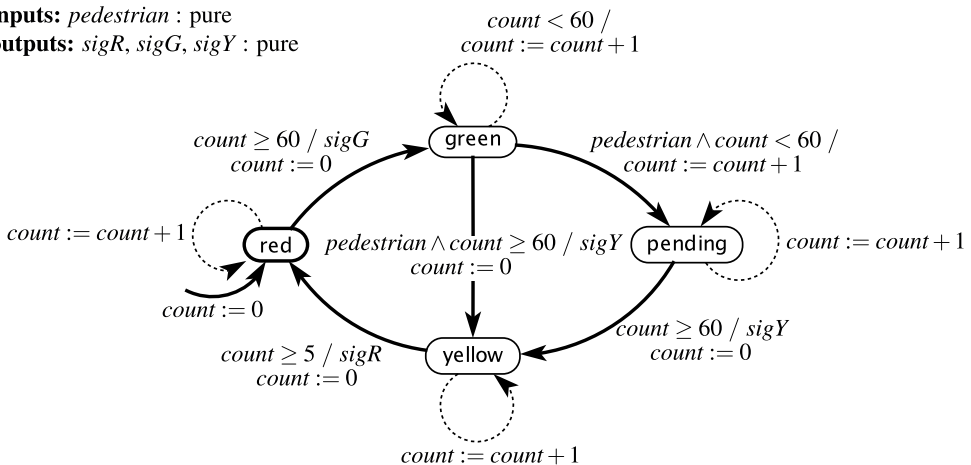 nputs: pedestrian : pure
utputs: sigR, sigG, sigY : pure
count < 60 /
count := count + 1
green
count ≥ 60 / sigG
count := 0
pedestrian ∧ count < 60 /
count := count + 1
count := count + 1
red
pedestrian ∧ count ≥ 60 / sigY
count := 0
pending
count := count + 1
count := 0
count ≥ 5 / sigR
count := 0
yellow
count ≥ 60 / sigY
count := 0
count := count + 1